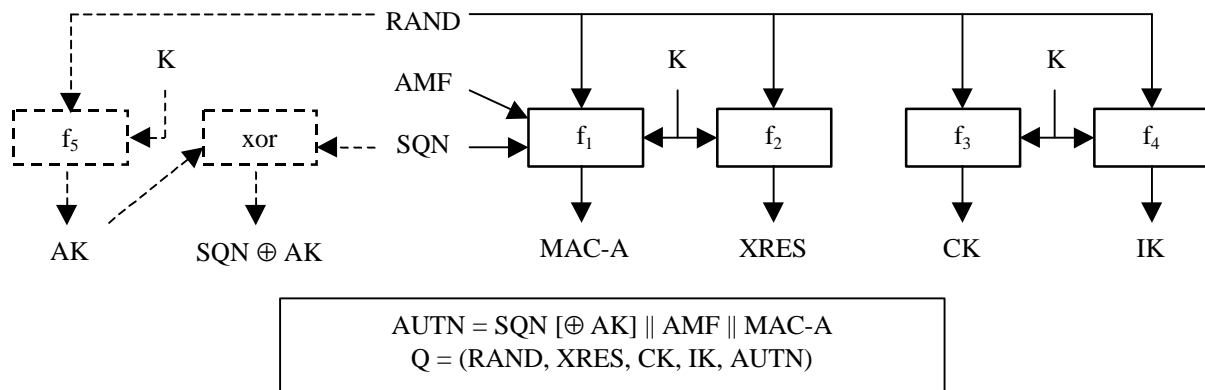 RAND
K
K
AMF
f₅
xor
SQN
f₁
f₂
f₃
f₄
AK
SQN ⊕ AK
MAC-A
XRES
CK
IK
AUTN = SQN [⊕ AK] || AMF || MAC-A
Q = (RAND, XRES, CK, IK, AUTN)